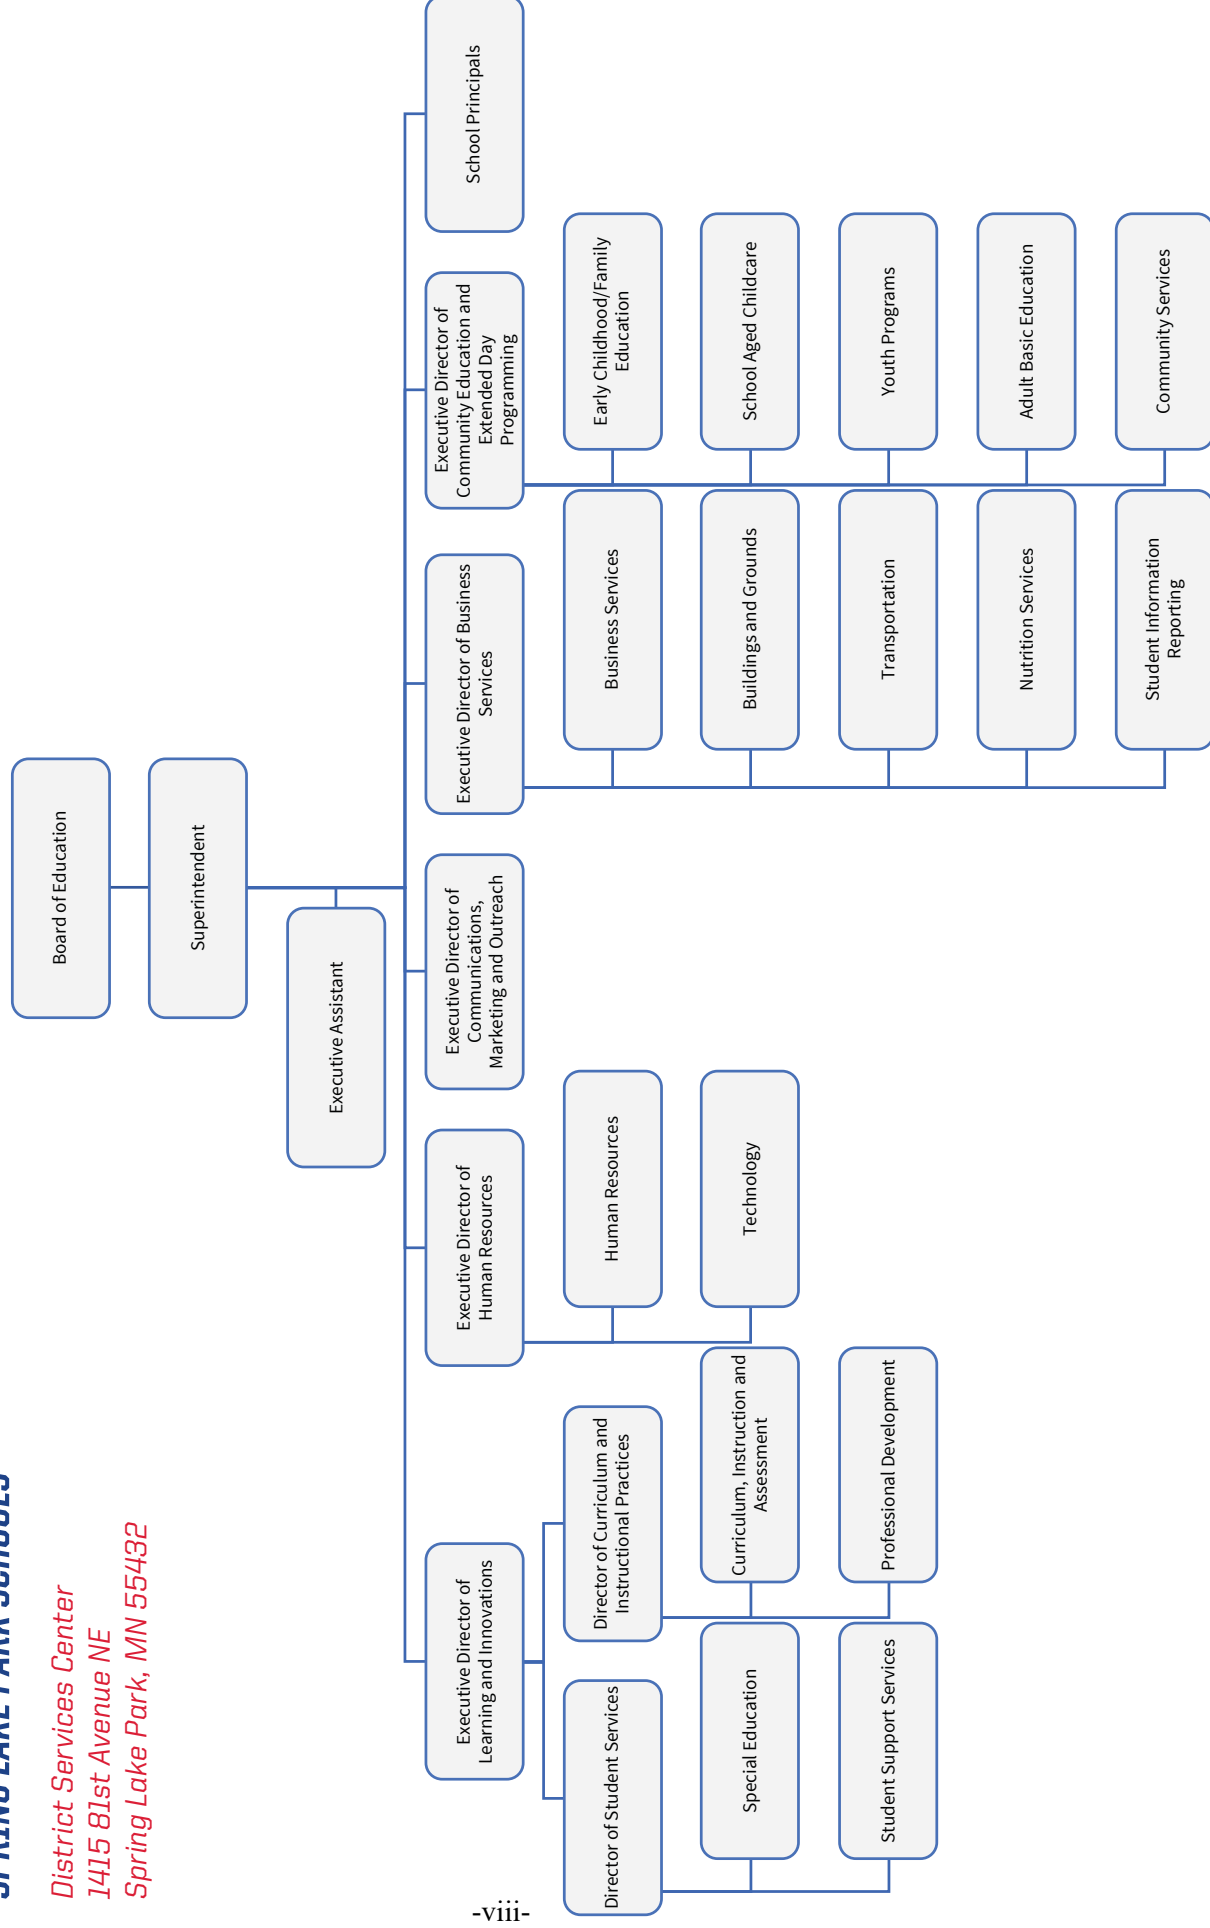 SPRING LAKE PARK SCHOOLS
District Services Center
1415 81st Avenue NE
Spring Lake Park, MN 55432
Board of Education
Superintendent
Executive Assistant
Executive Director of
Learning and Innovations
Executive Director of
Human Resources
Executive Director of
Communications,
Marketing and Outreach
Executive Director of Business
Services
Executive Director of
Community Education and
Extended Day
Programming
School Principals
Director of Student Services
Special Education
Student Support Services
Director of Curriculum and
Instructional Practices
Curriculum, Instruction and
Assessment
Professional Development
Human Resources
Technology
Business Services
Buildings and Grounds
Transportation
Nutrition Services
Student Information
Reporting
Early Childhood/Family
Education
School Aged Childcare
Youth Programs
Adult Basic Education
Community Services
-viii-